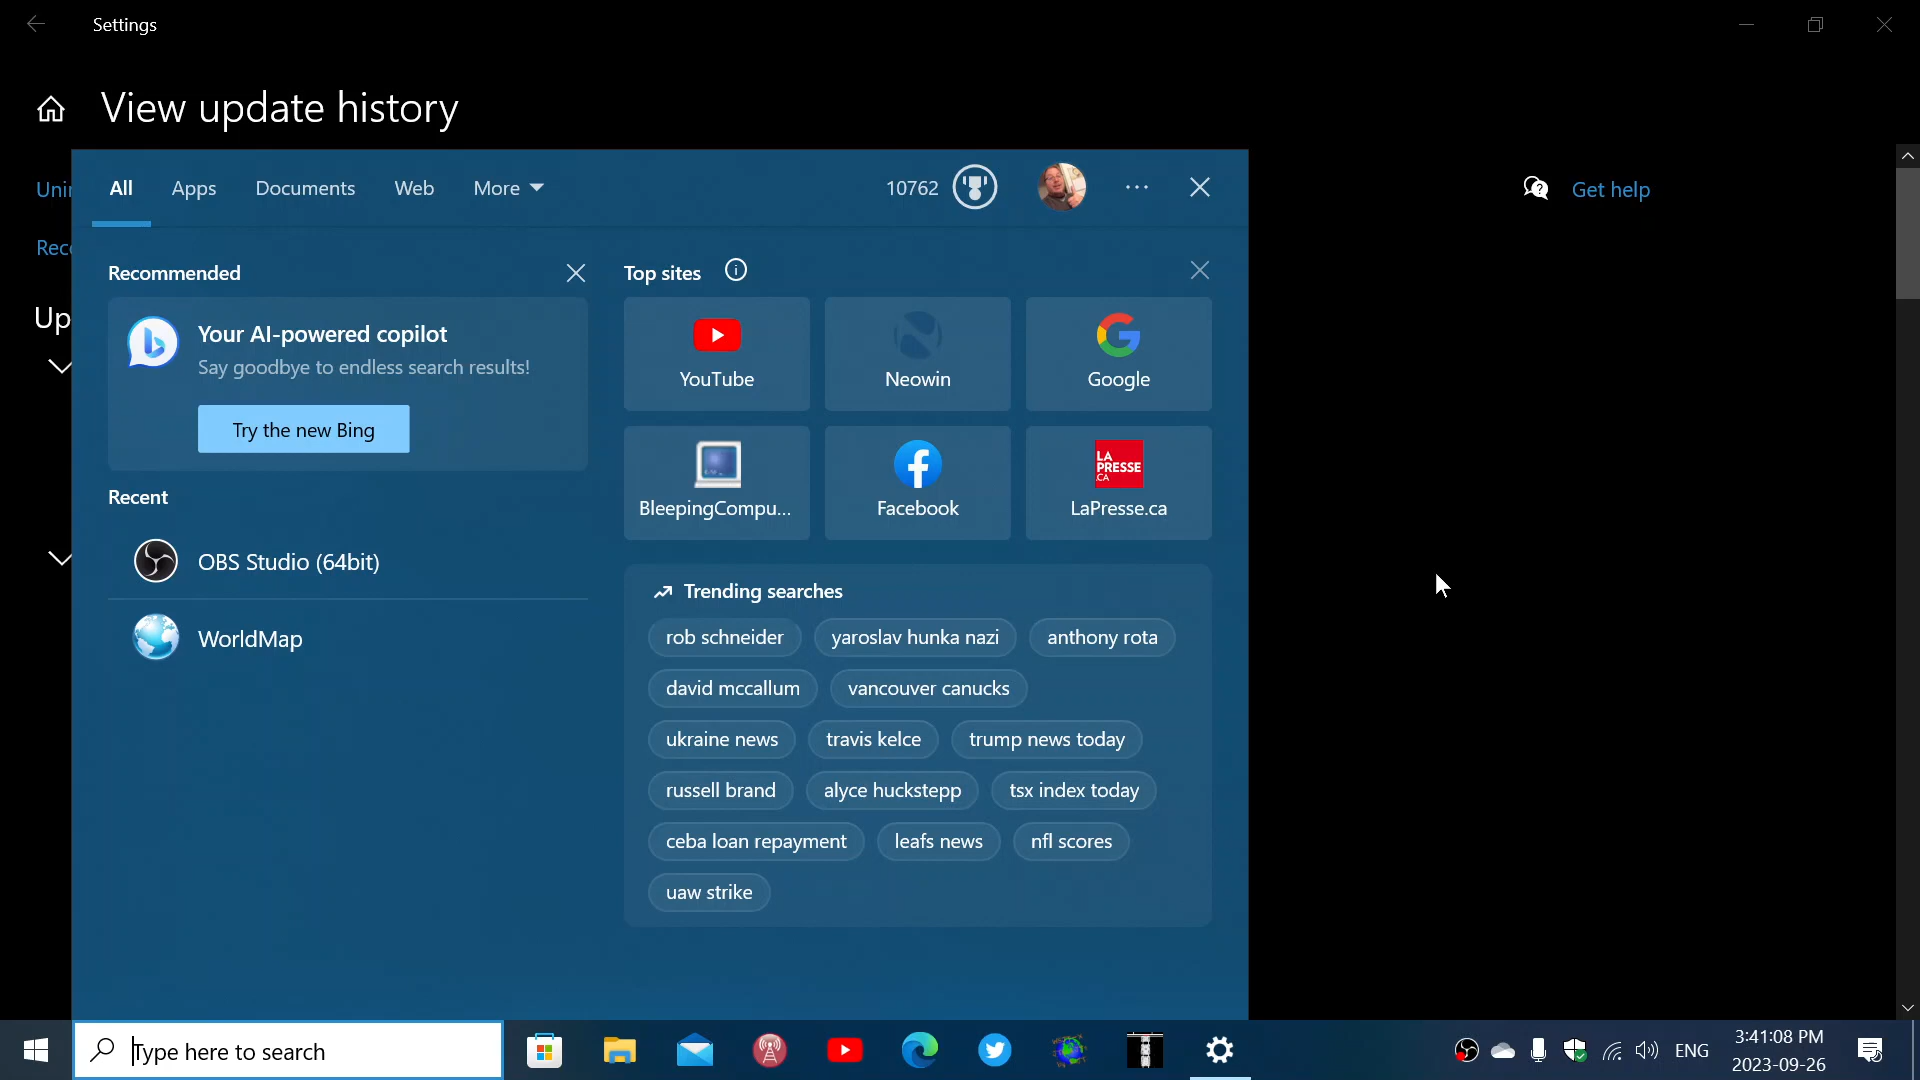 Settings
View update history
Unin
Reco
Up
Get help
All Apps Documents Web More
10762
Recommended
Your AI-powered copilot
Say goodbye to endless search results!
Try the new Bing
Recent
OBS Studio (64bit)
WorldMap
Top sites
YouTube Neowin Google
LA
PRESSE
.CA
BleepingCompu... Facebook LaPresse.ca
Trending searches
rob schneider yaroslav hunka nazi anthony rota
david mccallum vancouver canucks
ukraine news travis kelce trump news today
russell brand alyce huckstepp tsx index today
ceba loan repayment leafs news nfl scores
uaw strike
Type here to search
ENG
3:41:08 PM
2023-09-26